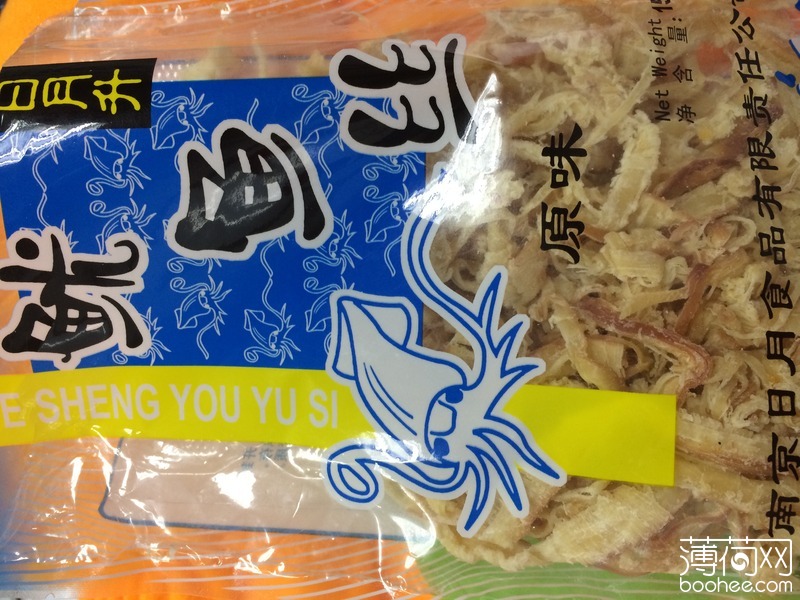 日月升
鱿鱼丝
E SHENG YOU YU SI
原味
Net Weight
净含量:15
南京日月食品有限责任公
薄荷网
boohee.com